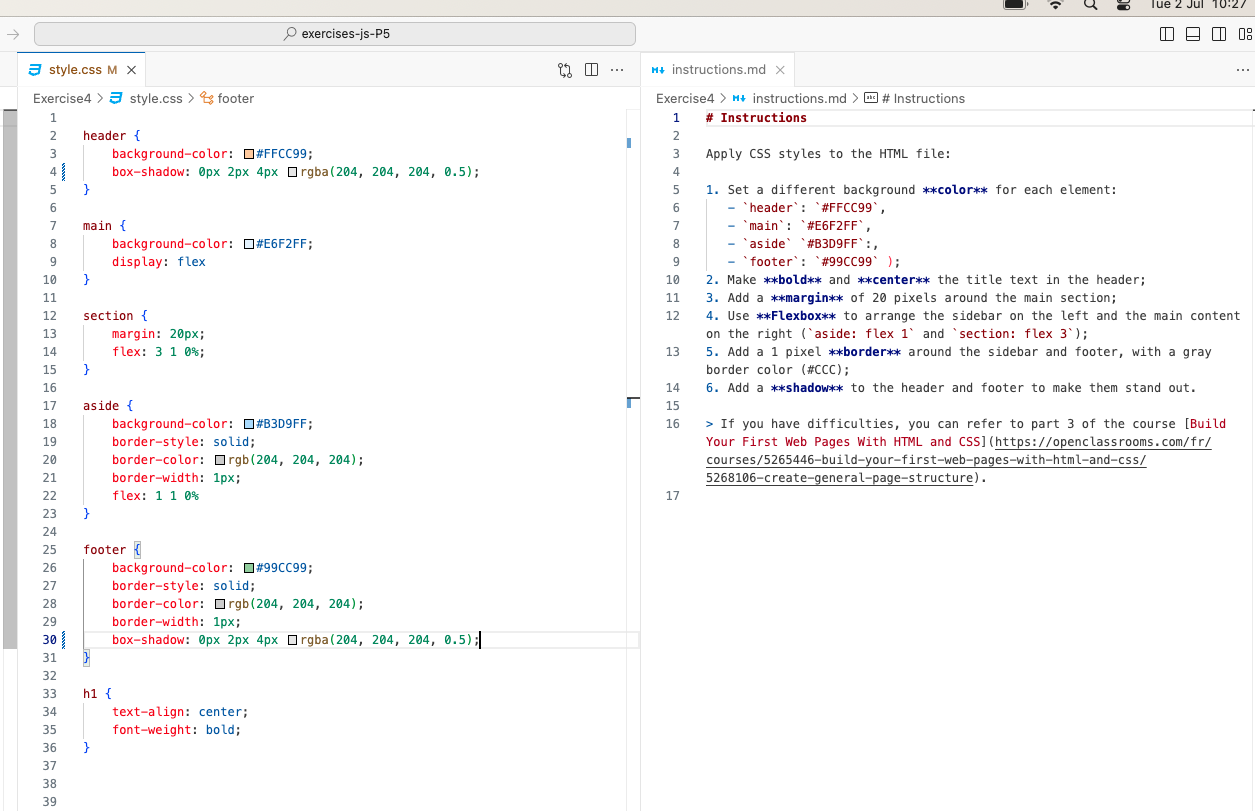 Tue 2 Jul 10:27
exercises-js-P5
style.css M
Exercise4 > style.css > footer
1
2 header {
3 background-color: #FFCC99;
4 box-shadow: 0px 2px 4px rgba(204, 204, 204, 0.5);
5 }
6
7 main {
8 background-color: #E6F2FF;
9 display: flex
10 }
11
12 section {
13 margin: 20px;
14 flex: 3 1 0%;
15 }
16
17 aside {
18 background-color: #B3D9FF;
19 border-style: solid;
20 border-color: rgb(204, 204, 204);
21 border-width: 1px;
22 flex: 1 1 0%
23 }
24
25 footer {
26 background-color: #99CC99;
27 border-style: solid;
28 border-color: rgb(204, 204, 204);
29 border-width: 1px;
30 box-shadow: 0px 2px 4px rgba(204, 204, 204, 0.5);
31 }
32
33 h1 {
34 text-align: center;
35 font-weight: bold;
36 }
37
38
39
instructions.md
Exercise4 > instructions.md > # Instructions
1 # Instructions
2
3 Apply CSS styles to the HTML file:
4
5 1. Set a different background **color** for each element:
6 - `header`: `#FFCC99`,
7 - `main`: `#E6F2FF`,
8 - `aside` `#B3D9FF`:,
9 - `footer`: `#99CC99` );
10 2. Make **bold** and **center** the title text in the header;
11 3. Add a **margin** of 20 pixels around the main section;
12 4. Use **Flexbox** to arrange the sidebar on the left and the main content
on the right (`aside: flex 1` and `section: flex 3`);
13 5. Add a 1 pixel **border** around the sidebar and footer, with a gray
border color (#CCC);
14 6. Add a **shadow** to the header and footer to make them stand out.
15
16 > If you have difficulties, you can refer to part 3 of the course [Build
Your First Web Pages With HTML and CSS](https://openclassrooms.com/fr/
courses/5265446-build-your-first-web-pages-with-html-and-css/
5268106-create-general-page-structure).
17